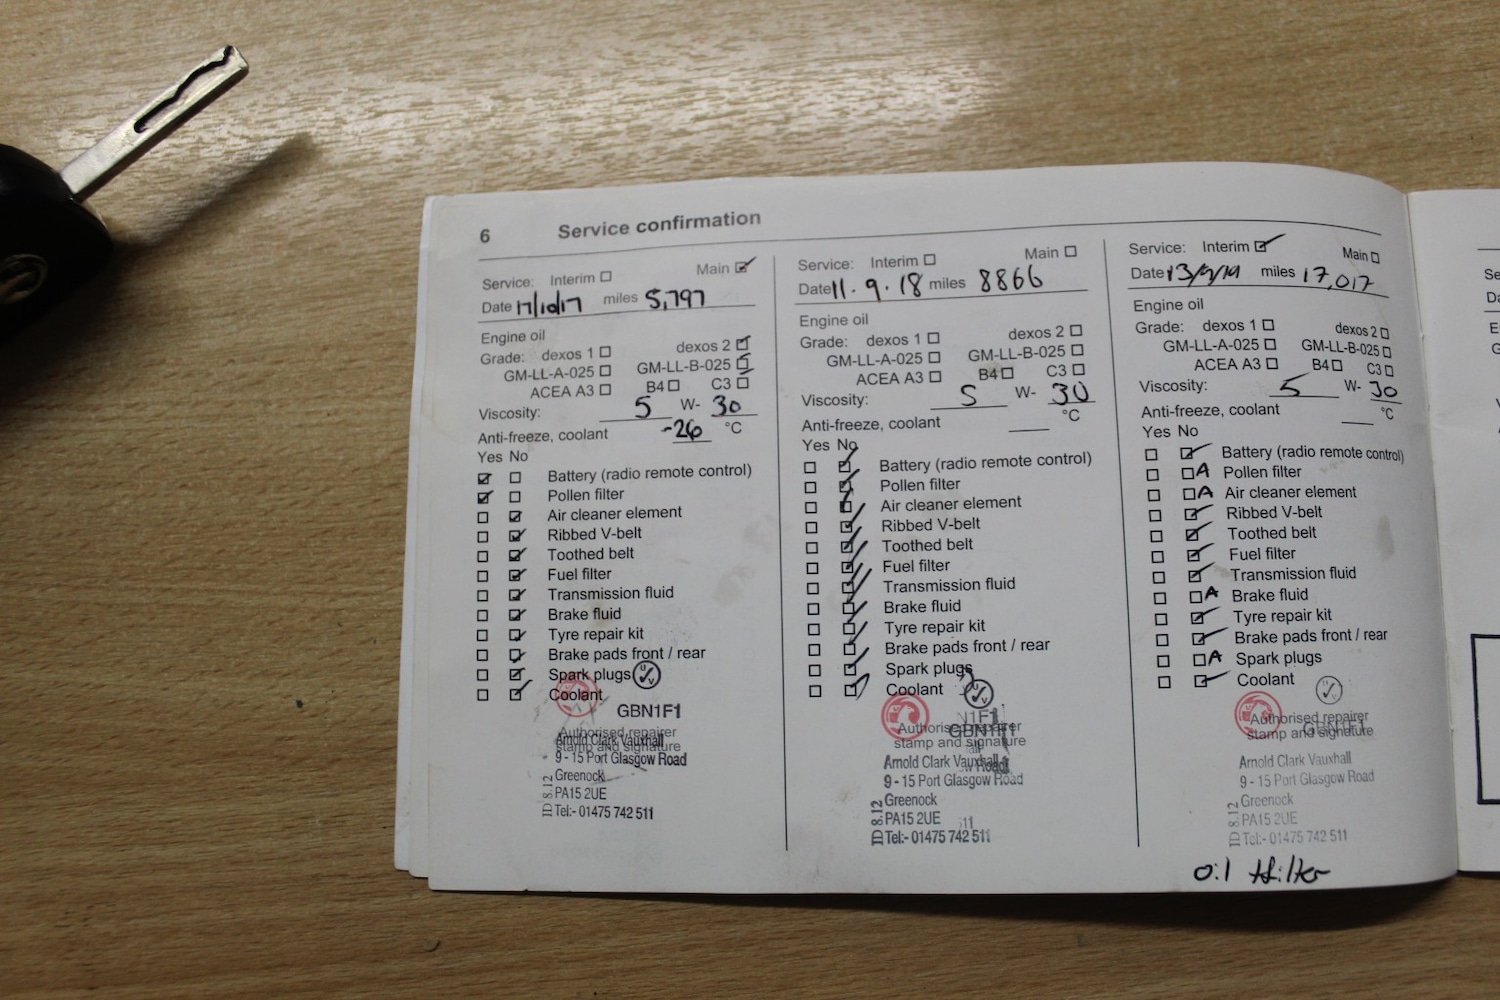 6 Service confirmation
Service: Interim Main
Date 17/10/17 miles 5,797
Engine oil
Grade: dexos 1 dexos 2
GM-LL-A-025 GM-LL-B-025
ACEA A3 B4 C3
Viscosity: 5 W- 30
Anti-freeze, coolant -26 °C
Yes No
Battery (radio remote control)
Pollen filter
Air cleaner element
Ribbed V-belt
Toothed belt
Fuel filter
Transmission fluid
Brake fluid
Tyre repair kit
Brake pads front / rear
Spark plugs
Coolant
GBN1F1
Authorised repairer
stamp and signature
Arnold Clark Vauxhall
9 - 15 Port Glasgow Road
Greenock
PA15 2UE
Tel:- 01475 742 511
ID 8.12
Service: Interim Main
Date 11.9.18 miles 8866
Engine oil
Grade: dexos 1 dexos 2
GM-LL-A-025 GM-LL-B-025
ACEA A3 B4 C3
Viscosity: 5 W- 30
Anti-freeze, coolant °C
Yes No
Battery (radio remote control)
Pollen filter
Air cleaner element
Ribbed V-belt
Toothed belt
Fuel filter
Transmission fluid
Brake fluid
Tyre repair kit
Brake pads front / rear
Spark plugs
Coolant
N1F1
GBN1F1
Authorised repairer
stamp and signature
Arnold Clark Vauxhall
9 - 15 Port Glasgow Road
Greenock
PA15 2UE
Tel:- 01475 742 511
ID 8.12
Service: Interim Main
Date miles 17,017
Engine oil
Grade: dexos 1 dexos 2
GM-LL-A-025 GM-LL-B-025
ACEA A3 B4 C3
Viscosity: 5 W- 30
Anti-freeze, coolant °C
Yes No
Battery (radio remote control)
A Pollen filter
A Air cleaner element
Ribbed V-belt
Toothed belt
Fuel filter
Transmission fluid
A Brake fluid
Tyre repair kit
Brake pads front / rear
A Spark plugs
Coolant
GBN1F1
Authorised repairer
stamp and signature
Arnold Clark Vauxhall
9 - 15 Port Glasgow Road
Greenock
PA15 2UE
Tel:- 01475 742 511
ID 8.12
oil + filter